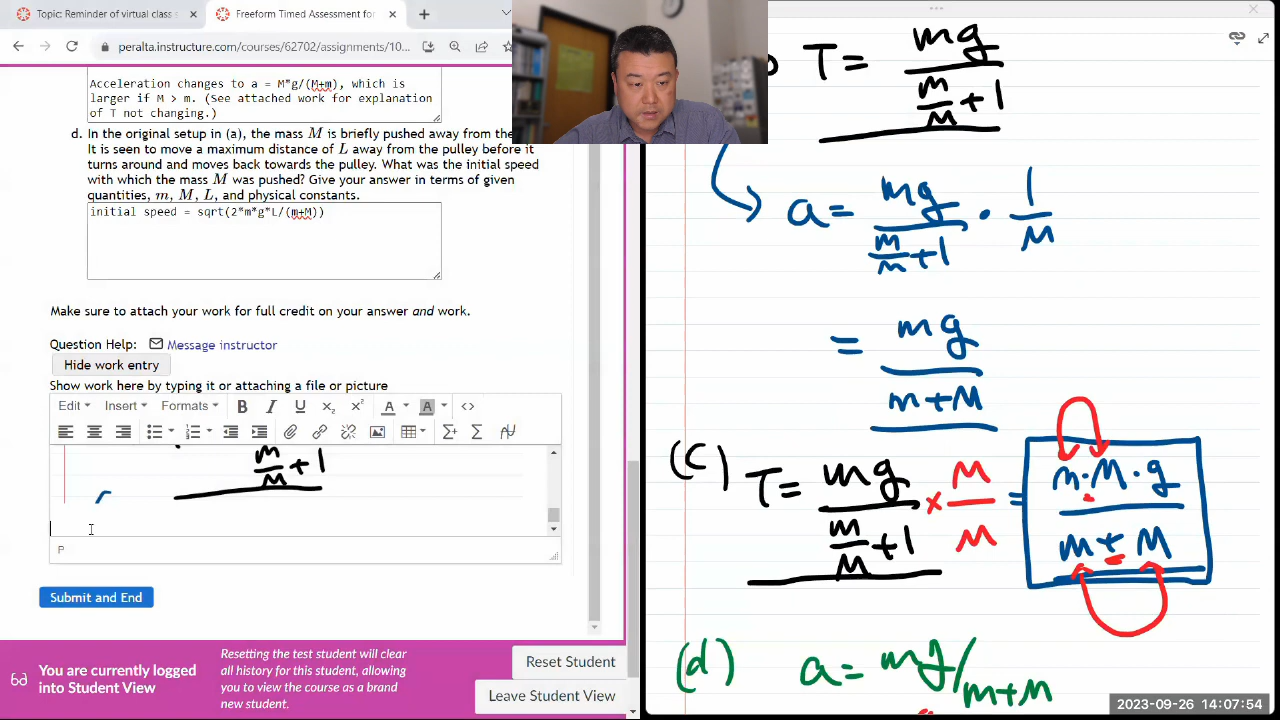 Topic: Reminder of virtual class
Freeform Timed Assessment for
peralta.instructure.com/courses/62702/assignments/10...
Acceleration changes to a = M*g/(M+m), which is
larger if M > m. (See attached work for explanation
of T not changing.)
d. In the original setup in (a), the mass M is briefly pushed away from the
It is seen to move a maximum distance of L away from the pulley before it
turns around and moves back towards the pulley. What was the initial speed
with which the mass M was pushed? Give your answer in terms of given
quantities, m, M, L, and physical constants.
initial speed = sqrt(2*m*g*L/(m+M))
Make sure to attach your work for full credit on your answer and work.
Question Help: Message instructor
Hide work entry
Show work here by typing it or attaching a file or picture
Edit Insert Formats B I U X₂ X² A A <>
m/M + 1
P
Submit and End
You are currently logged
into Student View
Resetting the test student will clear
all history for this student, allowing
you to view the course as a brand
new student.
Reset Student
Leave Student View
T = mg
m/M + 1
a = mg / (m/M + 1) · 1/M
= mg / m+M
(c) T = mg / (m/M + 1) × M/M = m·M·g / m+M
(d) a = mg/m+M
2023-09-26 14:07:54